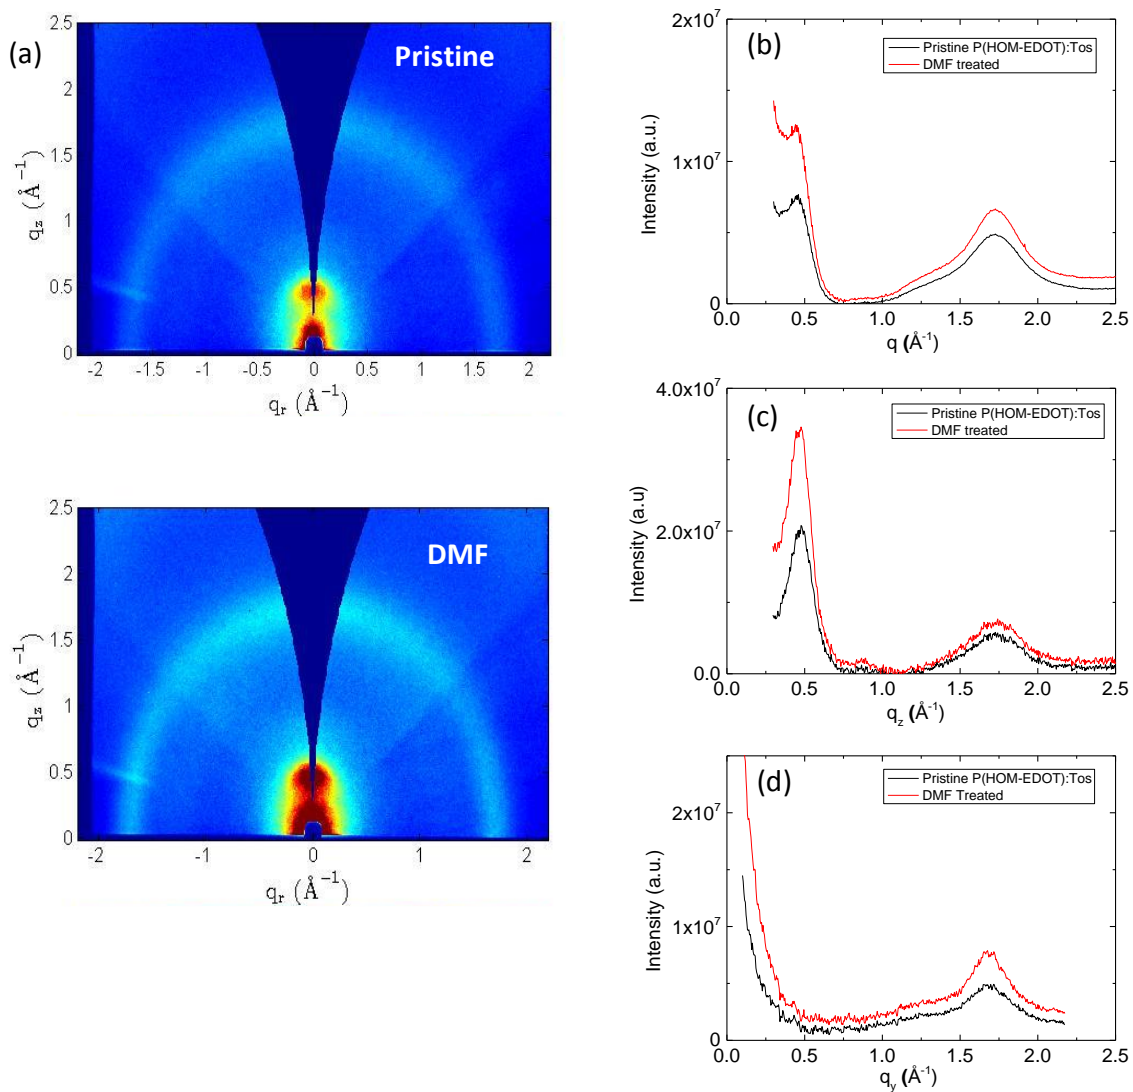 (a)
Pristine
2.5
2
1.5
1
0.5
0
q_z (Å^-1)
-2 -1.5 -1 -0.5 0 0.5 1 1.5 2
q_r (Å^-1)
DMF
2.5
2
1.5
1
0.5
0
q_z (Å^-1)
-2 -1 0 1 2
q_r (Å^-1)
(b)
Pristine P(HOM-EDOT):Tos
DMF treated
2x10^7
1x10^7
0
Intensity (a.u.)
0.0 0.5 1.0 1.5 2.0 2.5
q (Å^-1)
(c)
Pristine P(HOM-EDOT):Tos
DMF treated
4.0x10^7
2.0x10^7
0.0
Intensity (a.u)
0.0 0.5 1.0 1.5 2.0 2.5
q_z (Å^-1)
(d)
Pristine P(HOM-EDOT):Tos
DMF Treated
2x10^7
1x10^7
0
Intensity (a.u.)
0.0 0.5 1.0 1.5 2.0 2.5
q_y (Å^-1)